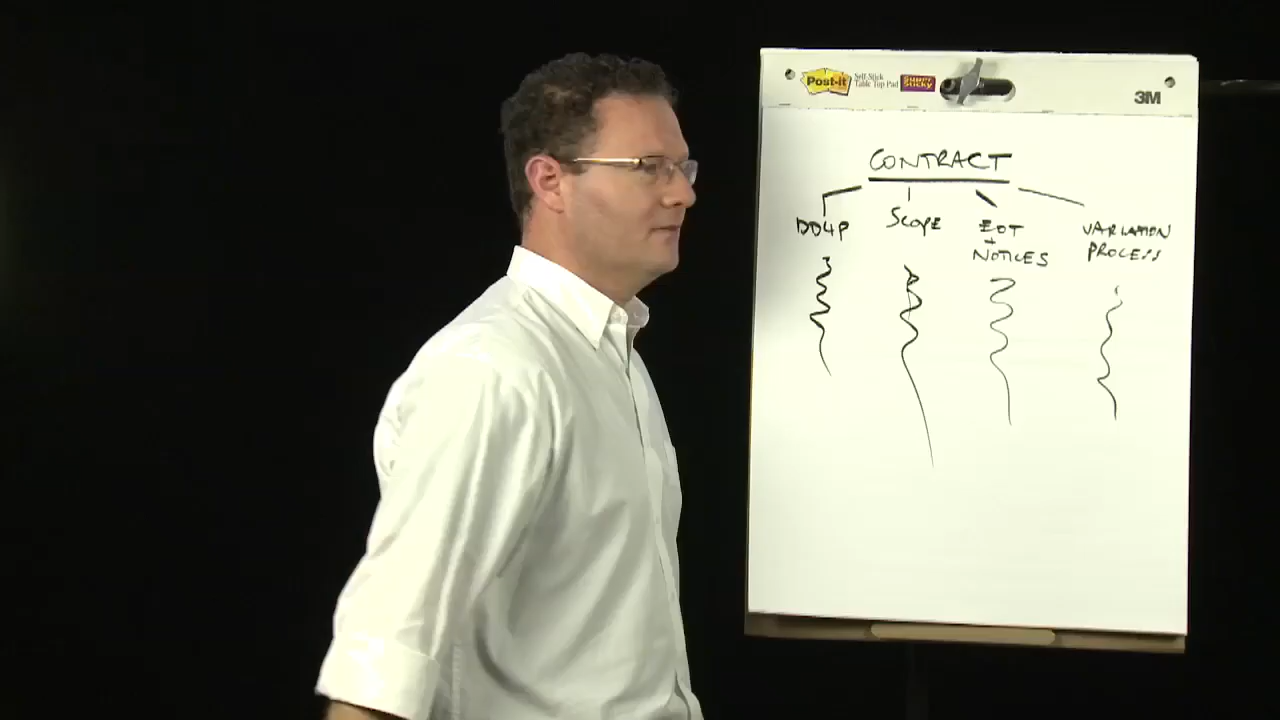 Post-it
Self-Stick
Table Top Pad
Super
Sticky
3M
CONTRACT
DD4P
SCOPE
EOT
+
NOTICES
VARIATION
PROCESS